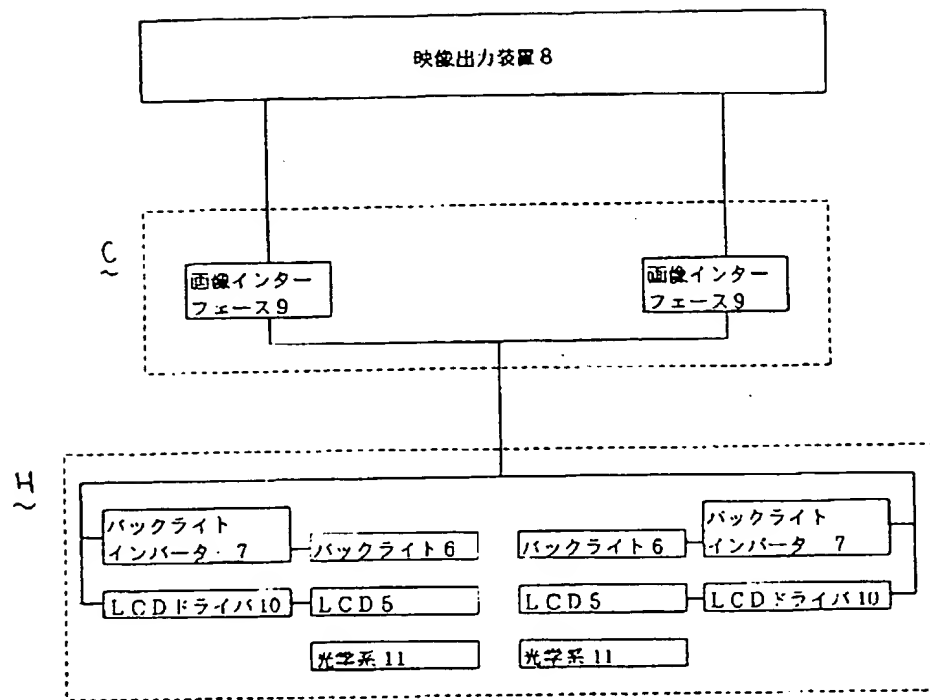 映像出力装置8
C
画像インター
フェース9
画像インター
フェース9
H
バックライト
インバータ 7
バックライト6
バックライト6
バックライト
インバータ 7
LCDドライバ10
LCD5
LCD5
LCDドライバ10
光学系11
光学系11